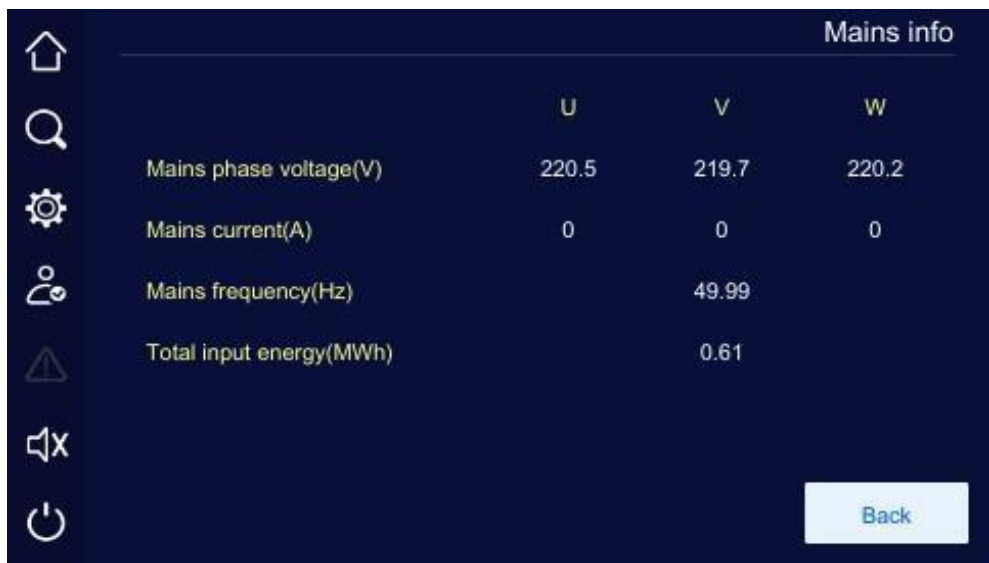 Mains info
U V W
Mains phase voltage(V) 220.5 219.7 220.2
Mains current(A) 0 0 0
Mains frequency(Hz) 49.99
Total input energy(MWh) 0.61
Back